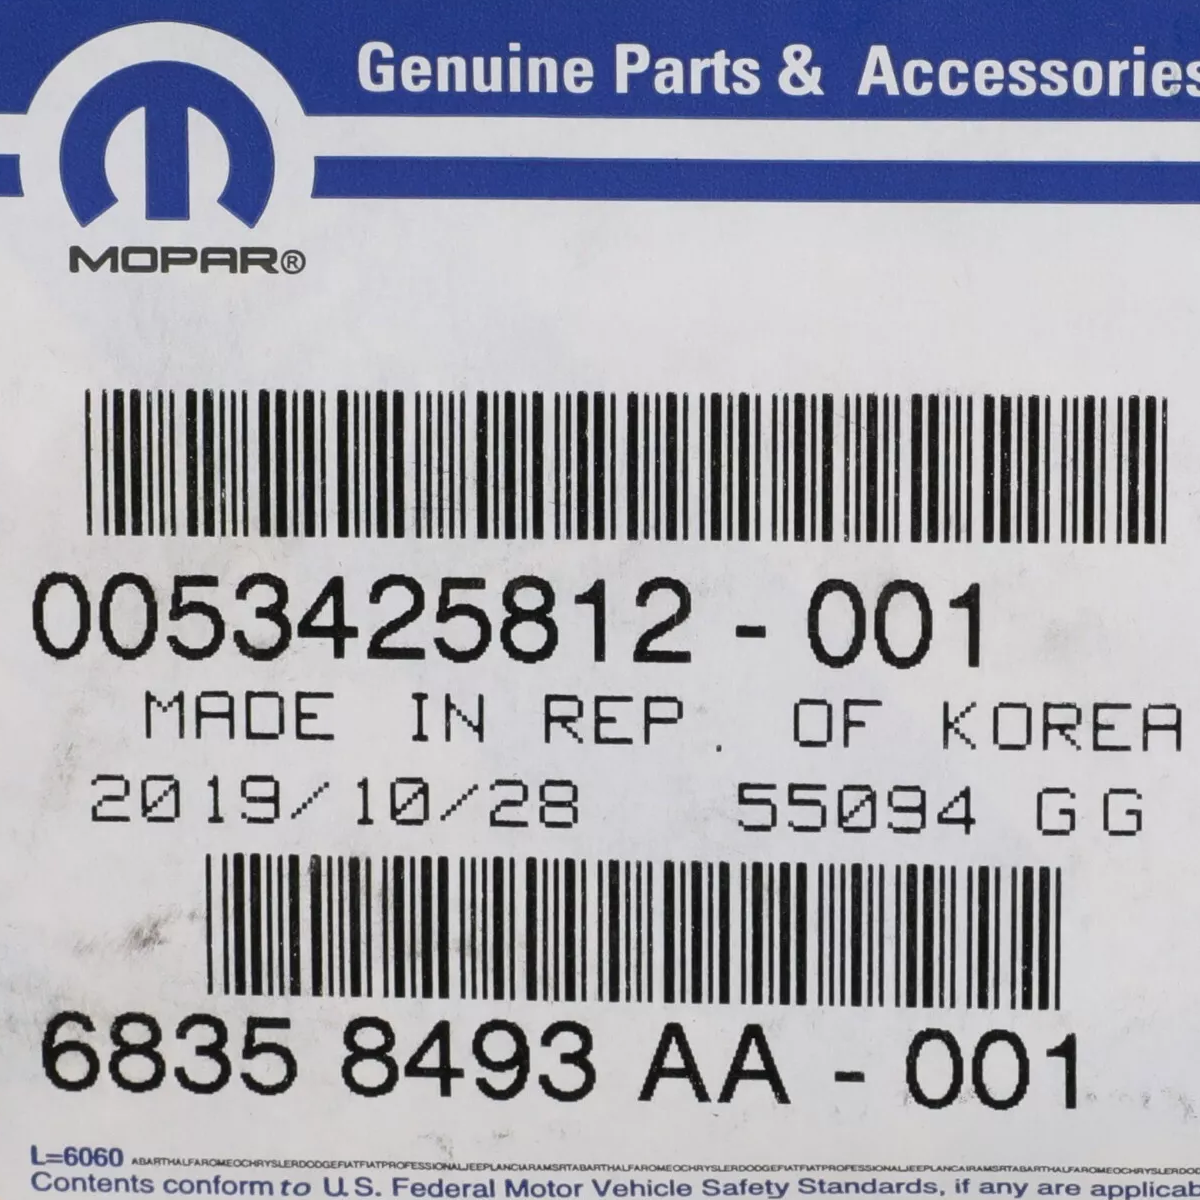 Genuine Parts & Accessories
MOPAR®
0053425812 - 001
MADE IN REP. OF KOREA
2019/10/28 55094 GG
6835 8493 AA - 001
L=6060
Contents conform to U.S. Federal Motor Vehicle Safety Standards, if any are applicab